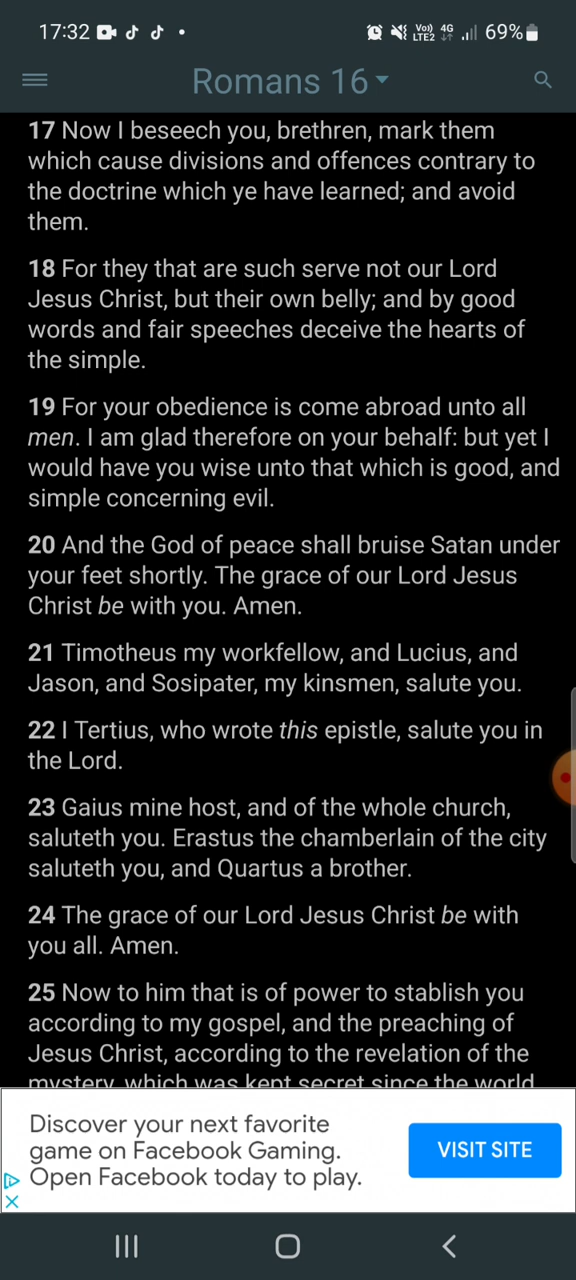 17:32
Vo))
LTE2
4G
69%
Romans 16
17 Now I beseech you, brethren, mark them
which cause divisions and offences contrary to
the doctrine which ye have learned; and avoid
them.
18 For they that are such serve not our Lord
Jesus Christ, but their own belly; and by good
words and fair speeches deceive the hearts of
the simple.
19 For your obedience is come abroad unto all
men. I am glad therefore on your behalf: but yet I
would have you wise unto that which is good, and
simple concerning evil.
20 And the God of peace shall bruise Satan under
your feet shortly. The grace of our Lord Jesus
Christ be with you. Amen.
21 Timotheus my workfellow, and Lucius, and
Jason, and Sosipater, my kinsmen, salute you.
22 I Tertius, who wrote this epistle, salute you in
the Lord.
23 Gaius mine host, and of the whole church,
saluteth you. Erastus the chamberlain of the city
saluteth you, and Quartus a brother.
24 The grace of our Lord Jesus Christ be with
you all. Amen.
25 Now to him that is of power to stablish you
according to my gospel, and the preaching of
Jesus Christ, according to the revelation of the
mystery, which was kept secret since the world
Discover your next favorite
game on Facebook Gaming.
Open Facebook today to play.
VISIT SITE